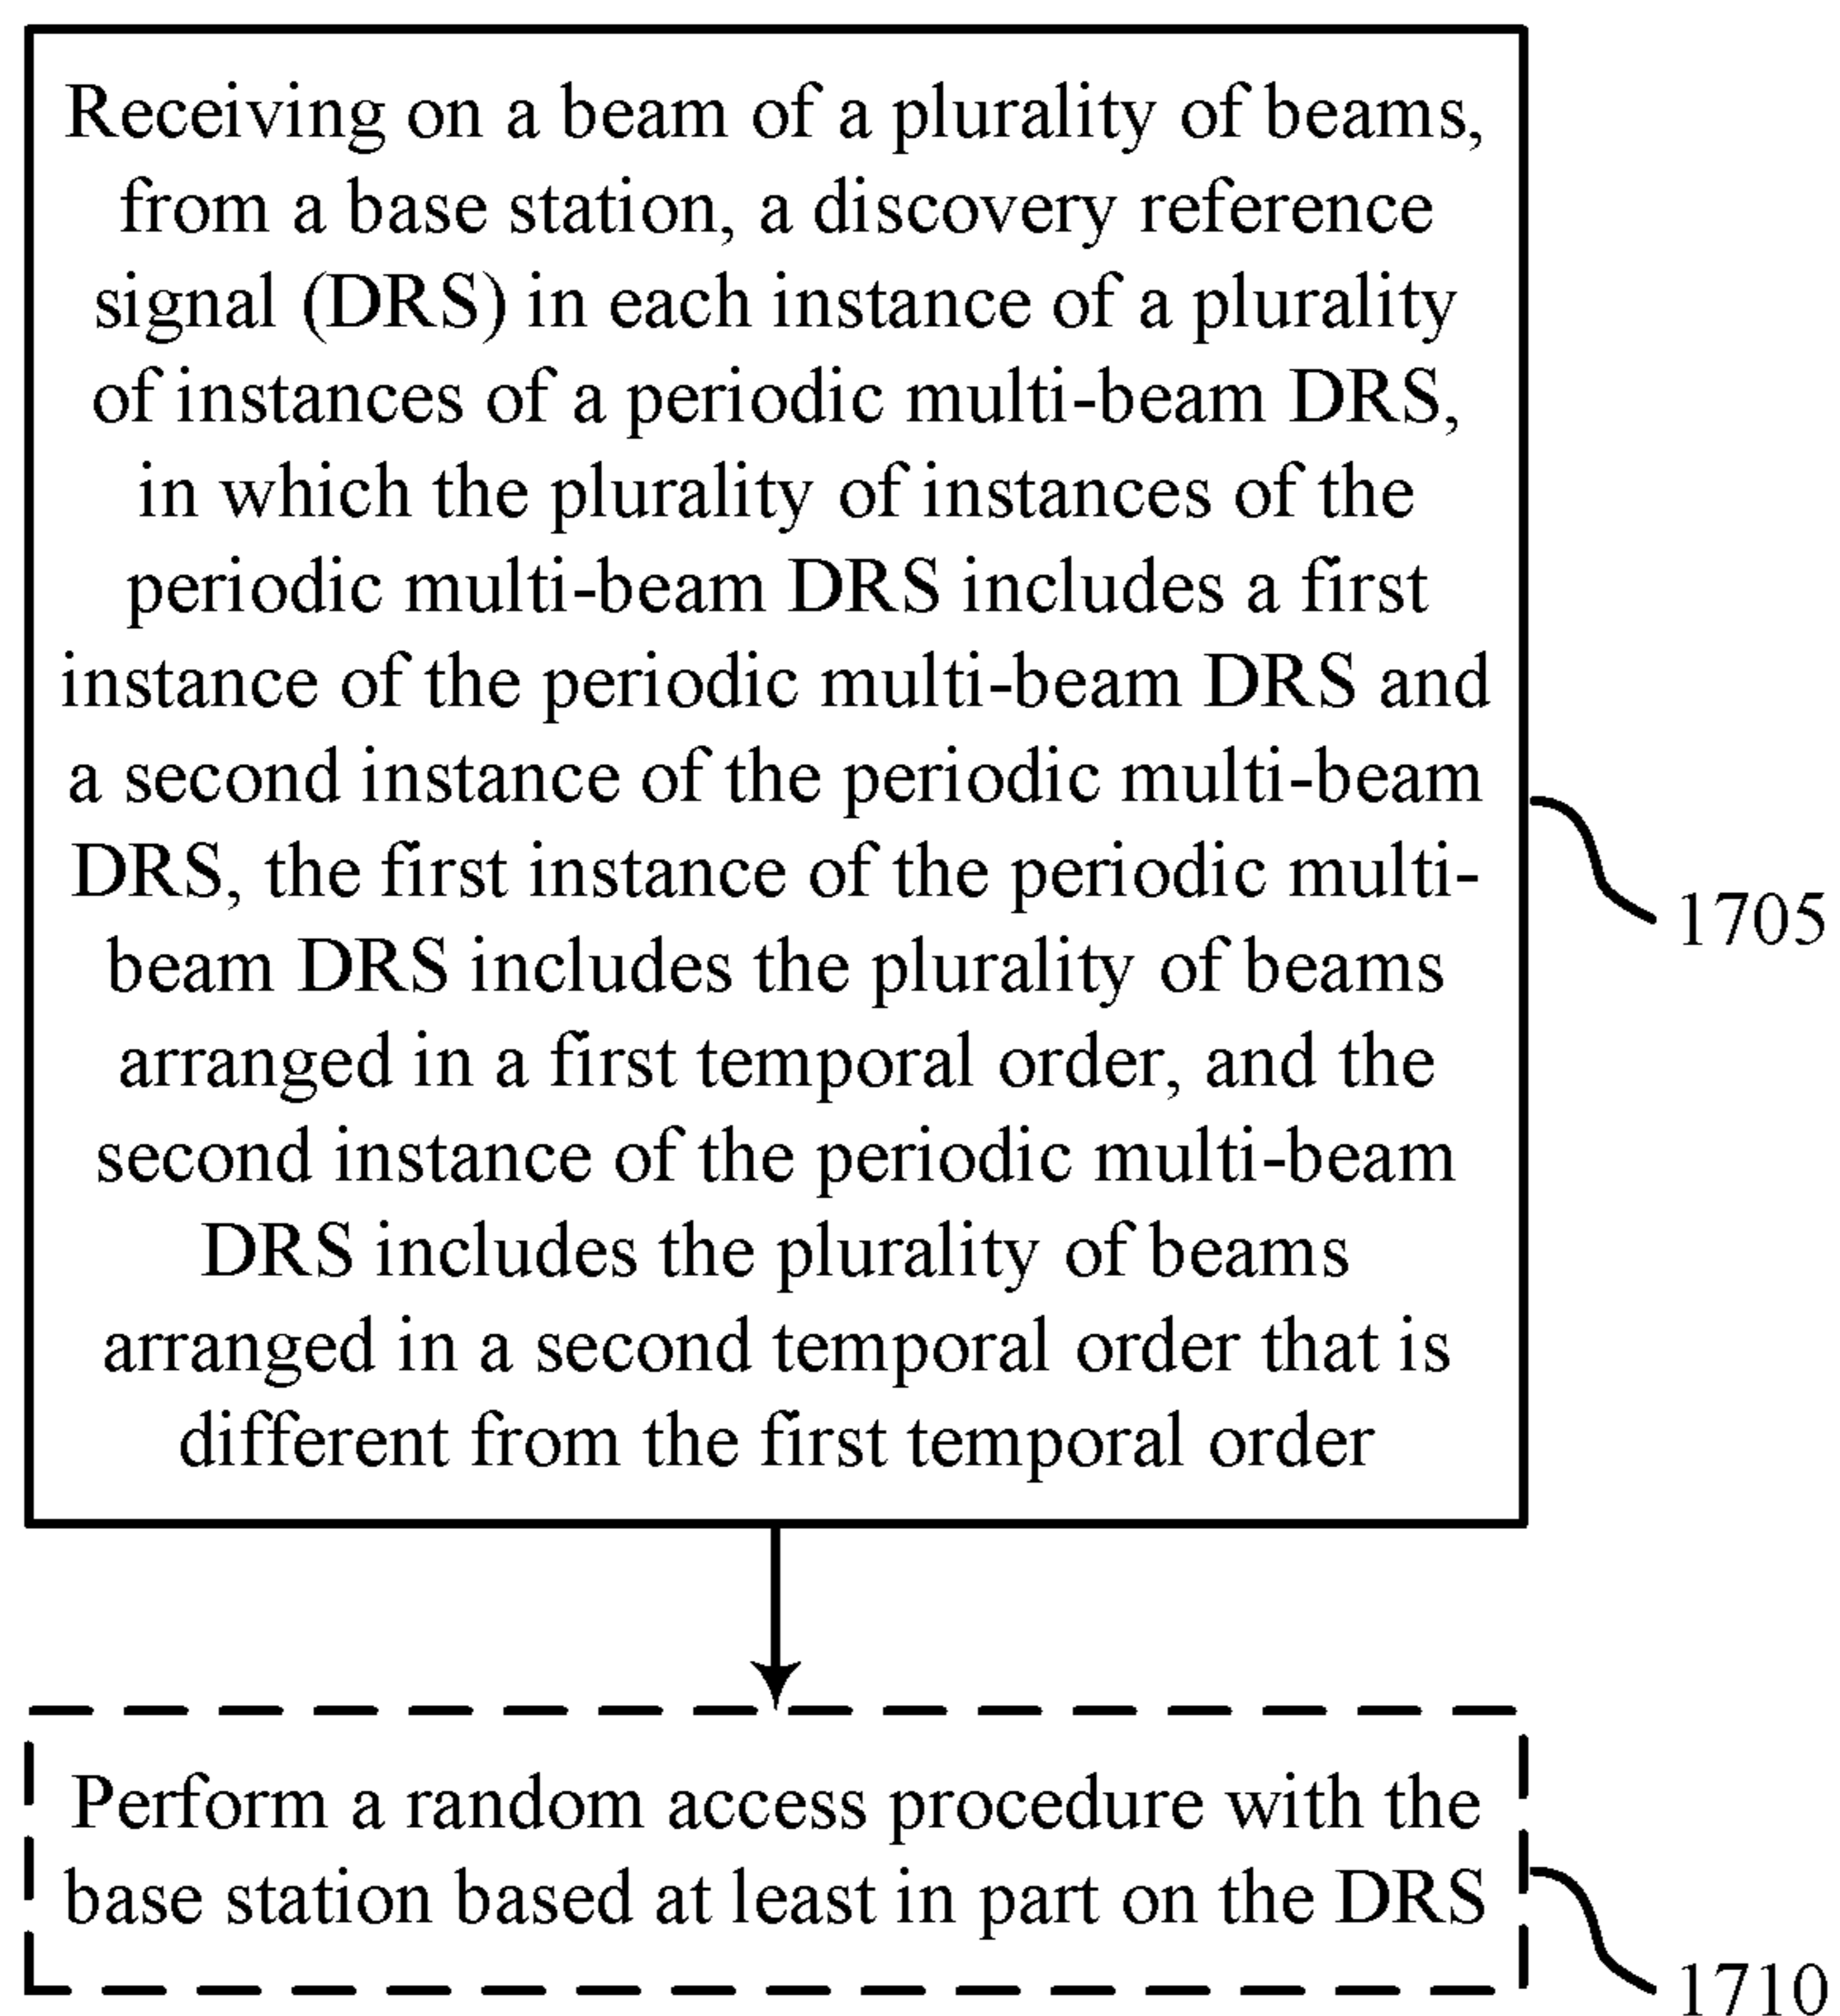 Receiving on a beam of a plurality of beams,
from a base station, a discovery reference
signal (DRS) in each instance of a plurality
of instances of a periodic multi-beam DRS,
in which the plurality of instances of the
periodic multi-beam DRS includes a first
instance of the periodic multi-beam DRS and
a second instance of the periodic multi-beam
DRS, the first instance of the periodic multi-
beam DRS includes the plurality of beams
arranged in a first temporal order, and the
second instance of the periodic multi-beam
DRS includes the plurality of beams
arranged in a second temporal order that is
different from the first temporal order
1705
Perform a random access procedure with the
base station based at least in part on the DRS
1710